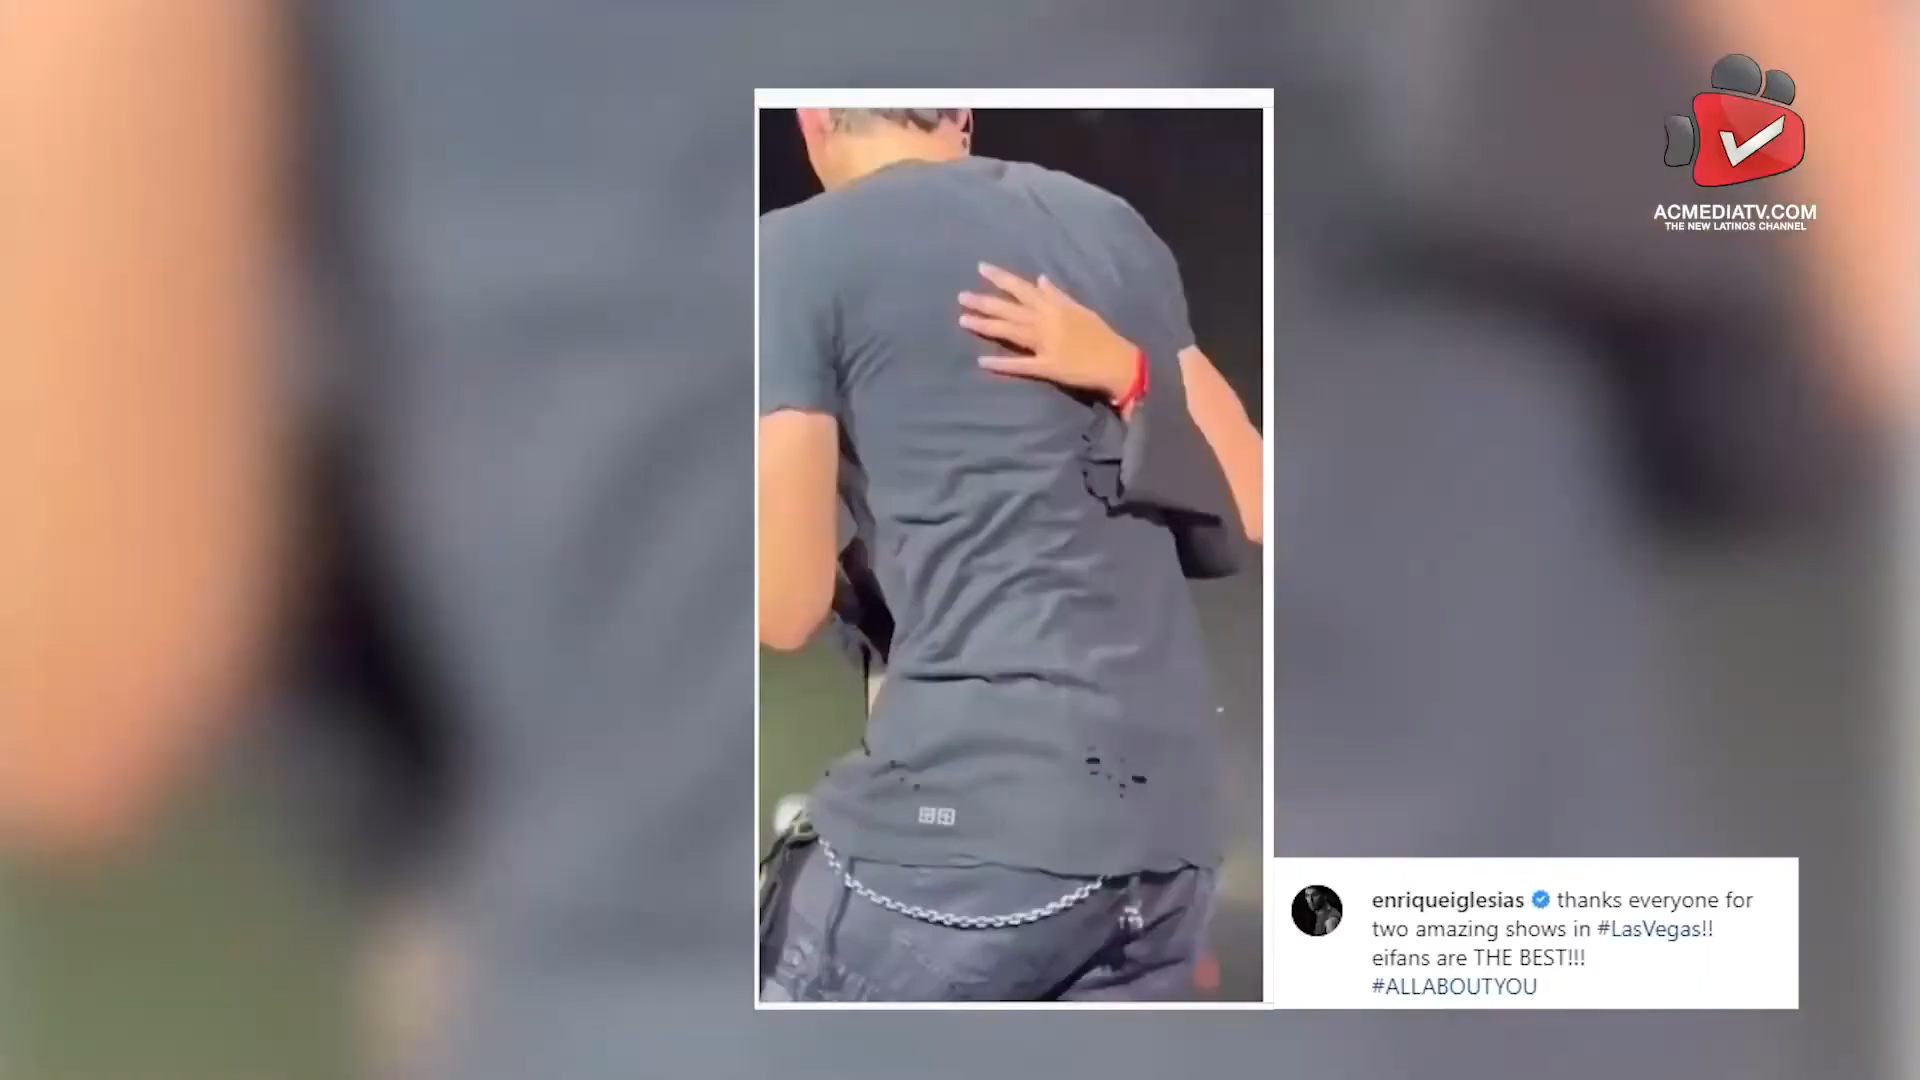 ACMEDIATV.COM
THE NEW LATINOS CHANNEL
enriqueiglesias thanks everyone for
two amazing shows in #LasVegas!!
eifans are THE BEST!!!
#ALLABOUTYOU